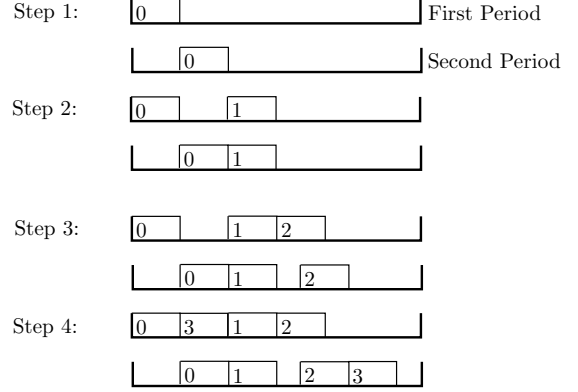 Step 1: 0 First Period
0 Second Period
Step 2: 0 1
0 1
Step 3: 0 1 2
0 1 2
Step 4: 0 3 1 2
0 1 2 3